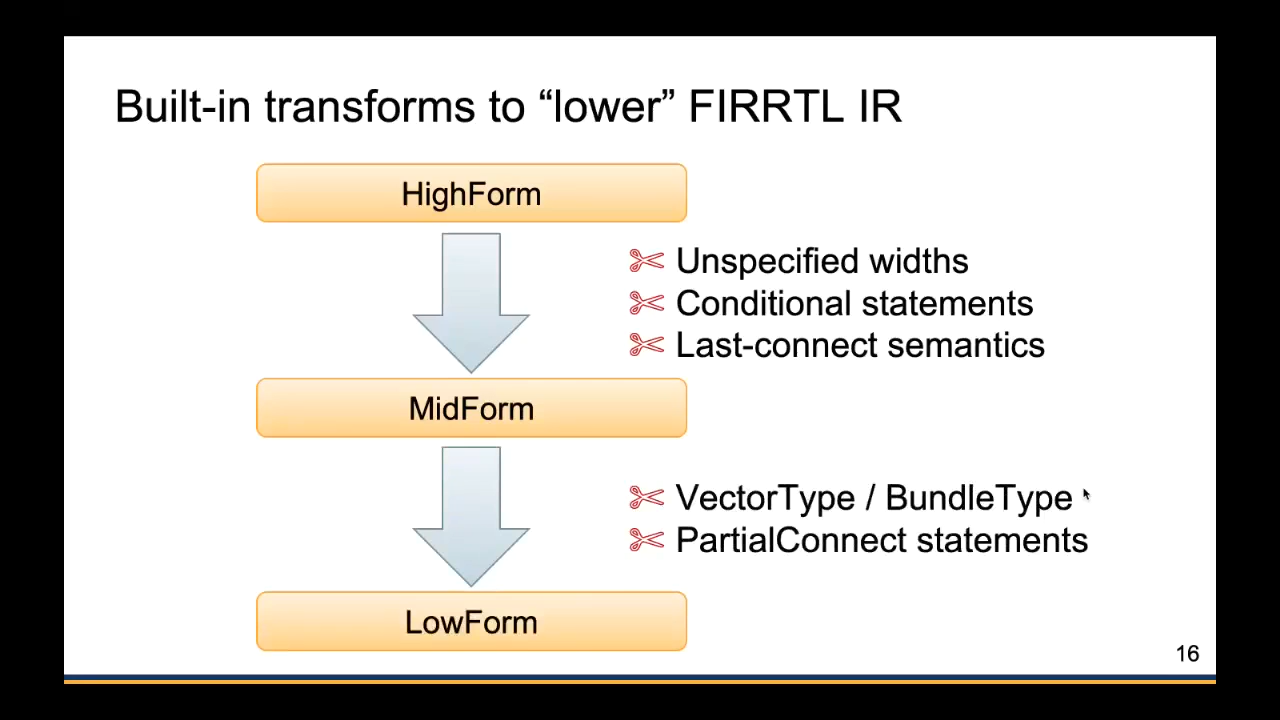 Built-in transforms to “lower” FIRRTL IR
HighForm
Unspecified widths
Conditional statements
Last-connect semantics
MidForm
VectorType / BundleType
PartialConnect statements
LowForm
16